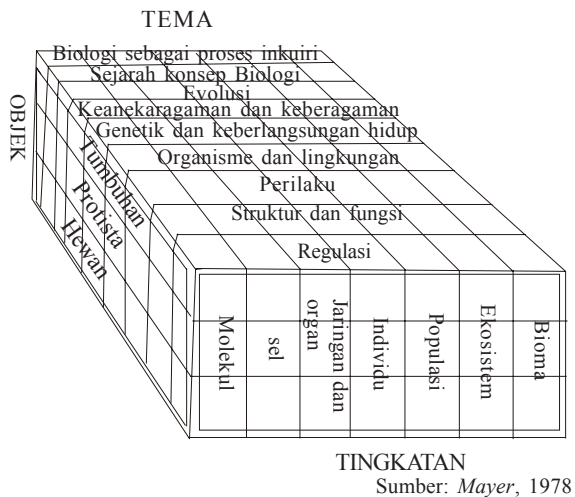 TEMA
Biologi sebagai proses inkuiri
Sejarah konsep Biologi
Evolusi
Keanekaragaman dan keberagaman
Genetik dan keberlangsungan hidup
Organisme dan lingkungan
Perilaku
Struktur dan fungsi
Regulasi
OBJEK
Tumbuhan
Protista
Hewan
Molekul
sel
Jaringan dan
organ
Individu
Populasi
Ekosistem
Bioma
TINGKATAN
Sumber: Mayer, 1978